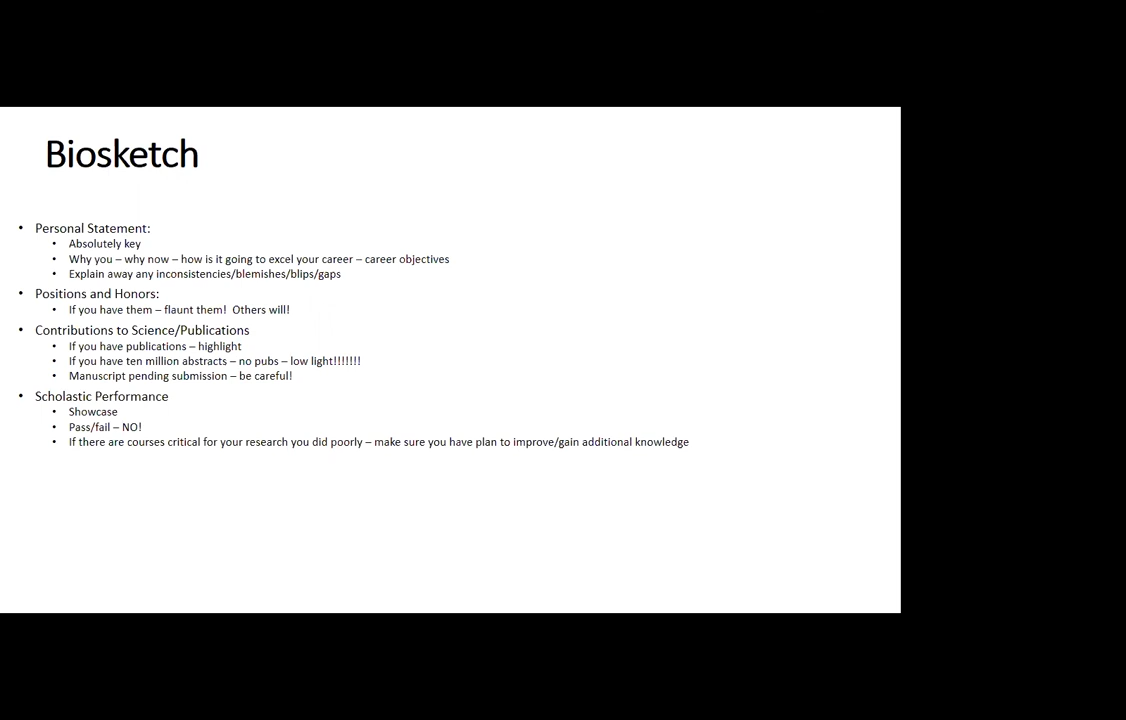 Biosketch
• Personal Statement:
• Absolutely key
• Why you – why now – how is it going to excel your career – career objectives
• Explain away any inconsistencies/blemishes/blips/gaps
• Positions and Honors:
• If you have them – flaunt them!  Others will!
• Contributions to Science/Publications
• If you have publications – highlight
• If you have ten million abstracts – no pubs – low light!!!!!!!
• Manuscript pending submission – be careful!
• Scholastic Performance
• Showcase
• Pass/fail – NO!
• If there are courses critical for your research you did poorly – make sure you have plan to improve/gain additional knowledge